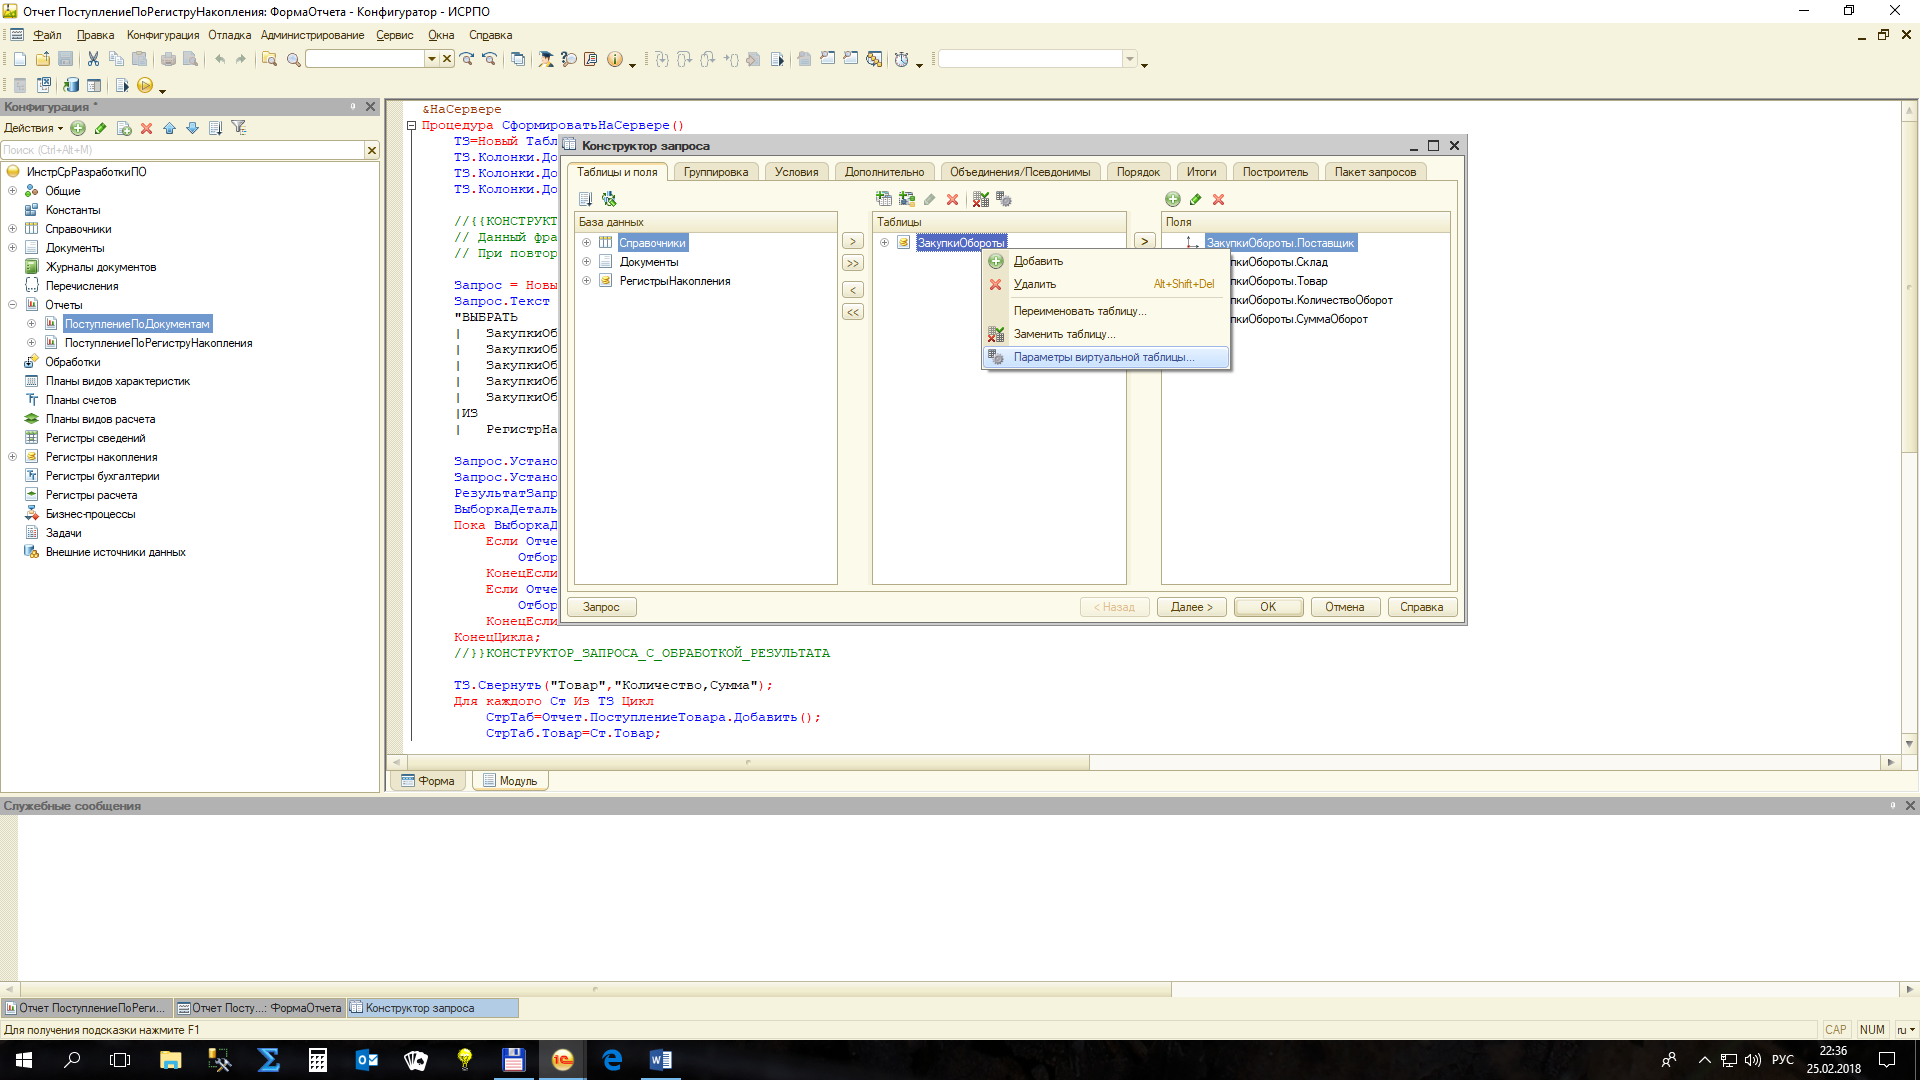 Отчет ПоступлениеПоРегиструНакопления: ФормаОтчета - Конфигуратор - ИСРПО
Файл Правка Конфигурация Отладка Администрирование Сервис Окна Справка
Конфигурация *
Действия
Поиск (Ctrl+Alt+M)
ИнстрСрРазработкиПО
Общие
Константы
Справочники
Документы
Журналы документов
Перечисления
Отчеты
ПоступлениеПоДокументам
ПоступлениеПоРегиструНакопления
Обработки
Планы видов характеристик
Планы счетов
Планы видов расчета
Регистры сведений
Регистры накопления
Регистры бухгалтерии
Регистры расчета
Бизнес-процессы
Задачи
Внешние источники данных
&НаСервере
Процедура СформироватьНаСервере()
ТЗ=Новый Табл
ТЗ.Колонки.До
ТЗ.Колонки.До
ТЗ.Колонки.До
//{{КОНСТРУКТ
// Данный фра
// При повтор
Запрос = Новы
Запрос.Текст
"ВЫБРАТЬ
| ЗакупкиОб
| ЗакупкиОб
| ЗакупкиОб
| ЗакупкиОб
| ЗакупкиОб
|ИЗ
| РегистрНа
Запрос.Устано
Запрос.Устано
РезультатЗапр
ВыборкаДеталь
Пока ВыборкаД
Если Отче
Отбор
КонецЕсли
Если Отче
Отбор
КонецЕсли
КонецЦикла;
//}}КОНСТРУКТОР_ЗАПРОСА_С_ОБРАБОТКОЙ_РЕЗУЛЬТАТА
ТЗ.Свернуть("Товар","Количество,Сумма");
Для каждого Ст Из ТЗ Цикл
СтрТаб=Отчет.ПоступлениеТовара.Добавить();
СтрТаб.Товар=Ст.Товар;
Конструктор запроса
Таблицы и поля Группировка Условия Дополнительно Объединения/Псевдонимы Порядок Итоги Построитель Пакет запросов
База данных
Справочники
Документы
РегистрыНакопления
>
>>
<
<<
Таблицы
ЗакупкиОбороты
>
Поля
ЗакупкиОбороты.Поставщик
пкиОбороты.Склад
пкиОбороты.Товар
пкиОбороты.КоличествоОборот
пкиОбороты.СуммаОборот
Добавить
Удалить Alt+Shift+Del
Переименовать таблицу...
Заменить таблицу...
Параметры виртуальной таблицы...
Запрос < Назад Далее > ОК Отмена Справка
Форма Модуль
Служебные сообщения
Отчет ПоступлениеПоРеги... Отчет Посту...: ФормаОтчета Конструктор запроса
Для получения подсказки нажмите F1 CAP NUM ru
РУС
22:36
25.02.2018